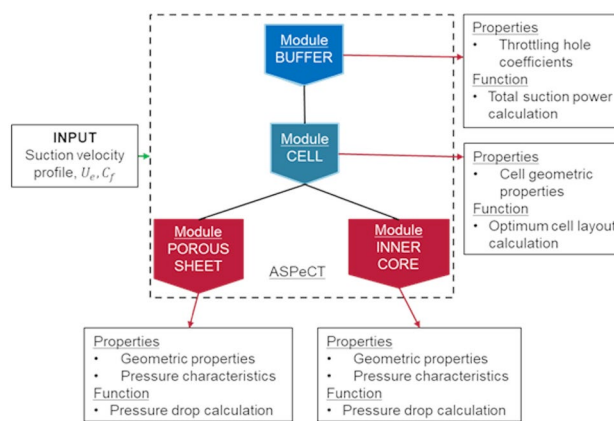 Module
BUFFER
Properties
• Throttling hole
coefficients
Function
• Total suction power
calculation
INPUT
Suction velocity
profile, U_e, C_f
Module
CELL
Properties
• Cell geometric
properties
Function
• Optimum cell layout
calculation
Module
POROUS
SHEET
Module
INNER
CORE
ASPeCT
Properties
• Geometric properties
• Pressure characteristics
Function
• Pressure drop calculation
Properties
• Geometric properties
• Pressure characteristics
Function
• Pressure drop calculation